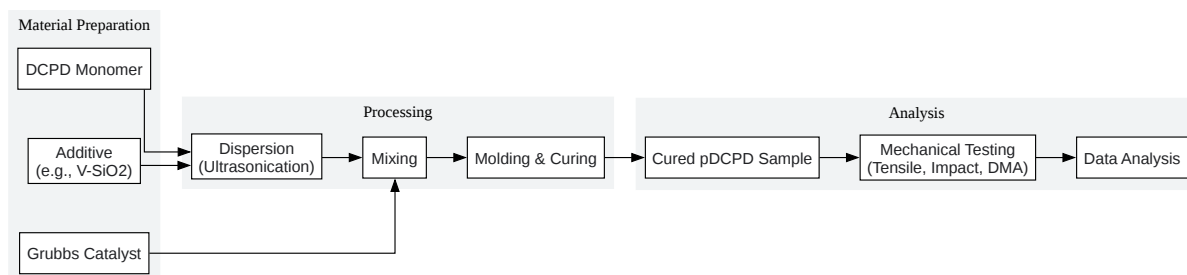 Material Preparation
DCPD Monomer
Additive
(e.g., V-SiO2)
Grubbs Catalyst
Processing
Dispersion
(Ultrasonication)
Mixing
Molding & Curing
Analysis
Cured pDCPD Sample
Mechanical Testing
(Tensile, Impact, DMA)
Data Analysis